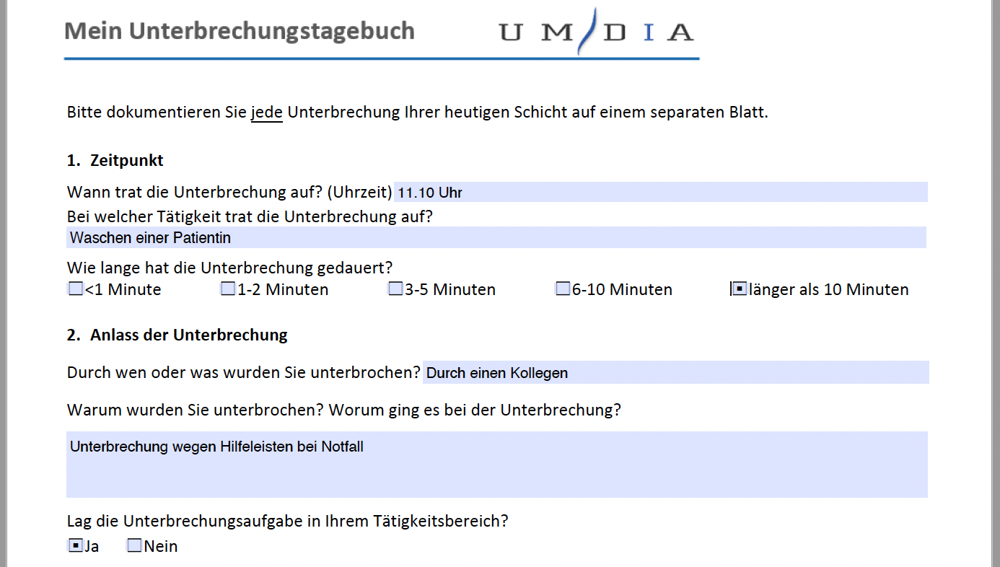 Mein Unterbrechungstagebuch UM/DIA
Bitte dokumentieren Sie jede Unterbrechung Ihrer heutigen Schicht auf einem separaten Blatt.
1. Zeitpunkt
Wann trat die Unterbrechung auf? (Uhrzeit) 11.10 Uhr
Bei welcher Tätigkeit trat die Unterbrechung auf?
Waschen einer Patientin
Wie lange hat die Unterbrechung gedauert?
<1 Minute 1-2 Minuten 3-5 Minuten 6-10 Minuten länger als 10 Minuten
2. Anlass der Unterbrechung
Durch wen oder was wurden Sie unterbrochen? Durch einen Kollegen
Warum wurden Sie unterbrochen? Worum ging es bei der Unterbrechung?
Unterbrechung wegen Hilfeleisten bei Notfall
Lag die Unterbrechungsaufgabe in Ihrem Tätigkeitsbereich?
Ja Nein